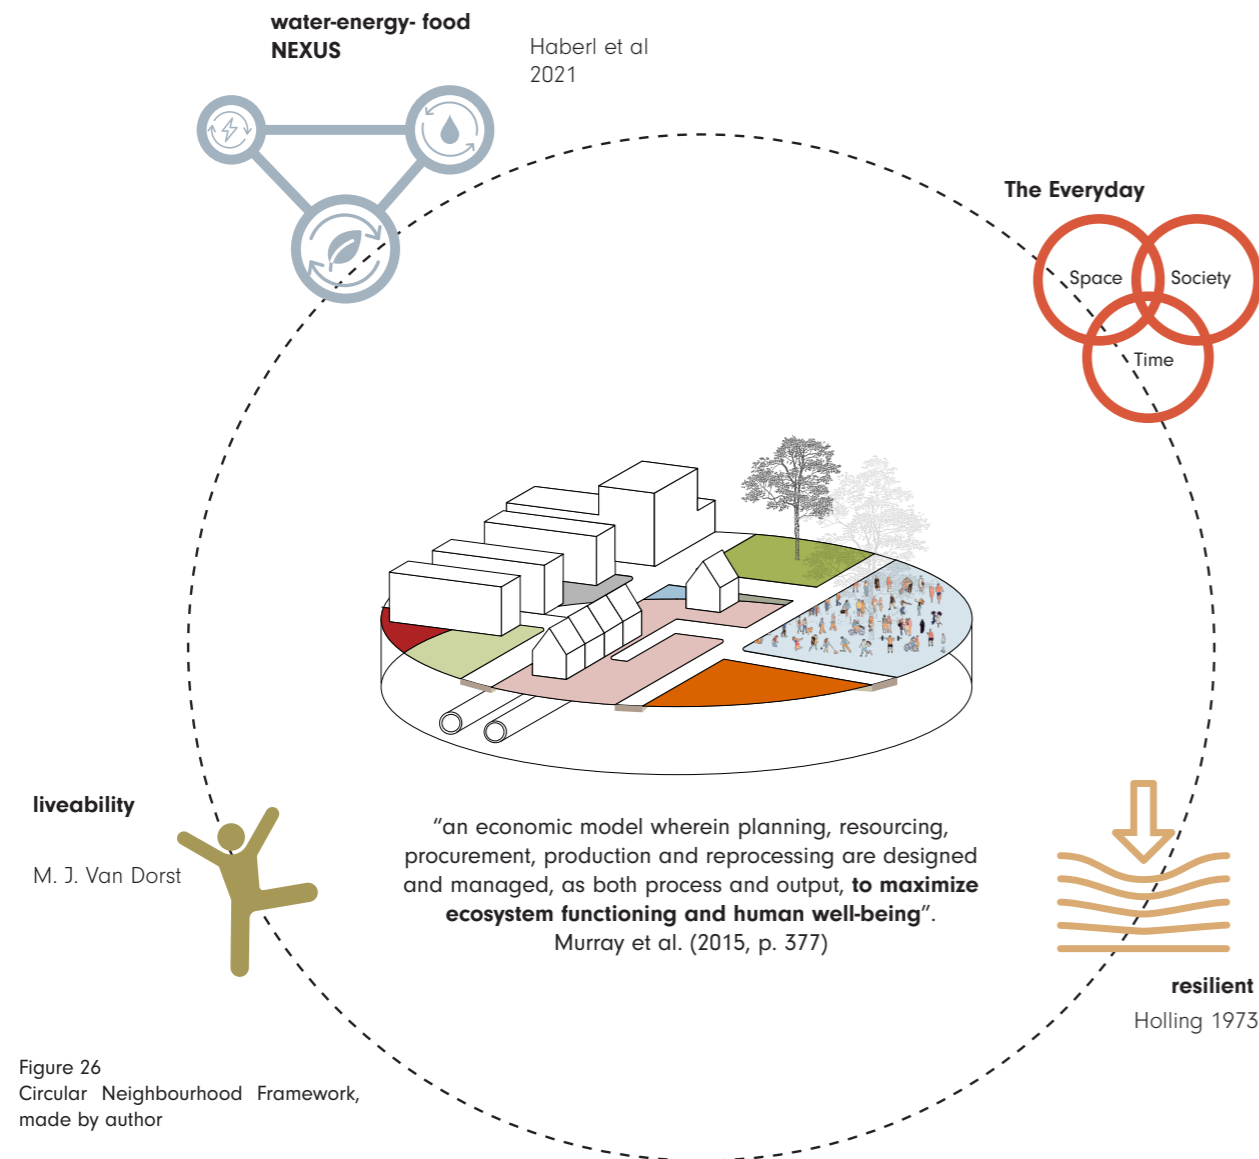 water-energy- food
NEXUS
Haberl et al
2021
The Everyday
Space
Society
Time
liveability
M. J. Van Dorst
“an economic model wherein planning, resourcing,
procurement, production and reprocessing are designed
and managed, as both process and output, to maximize
ecosystem functioning and human well-being”.
Murray et al. (2015, p. 377)
resilient
Holling 1973
Figure 26
Circular Neighbourhood Framework,
made by author